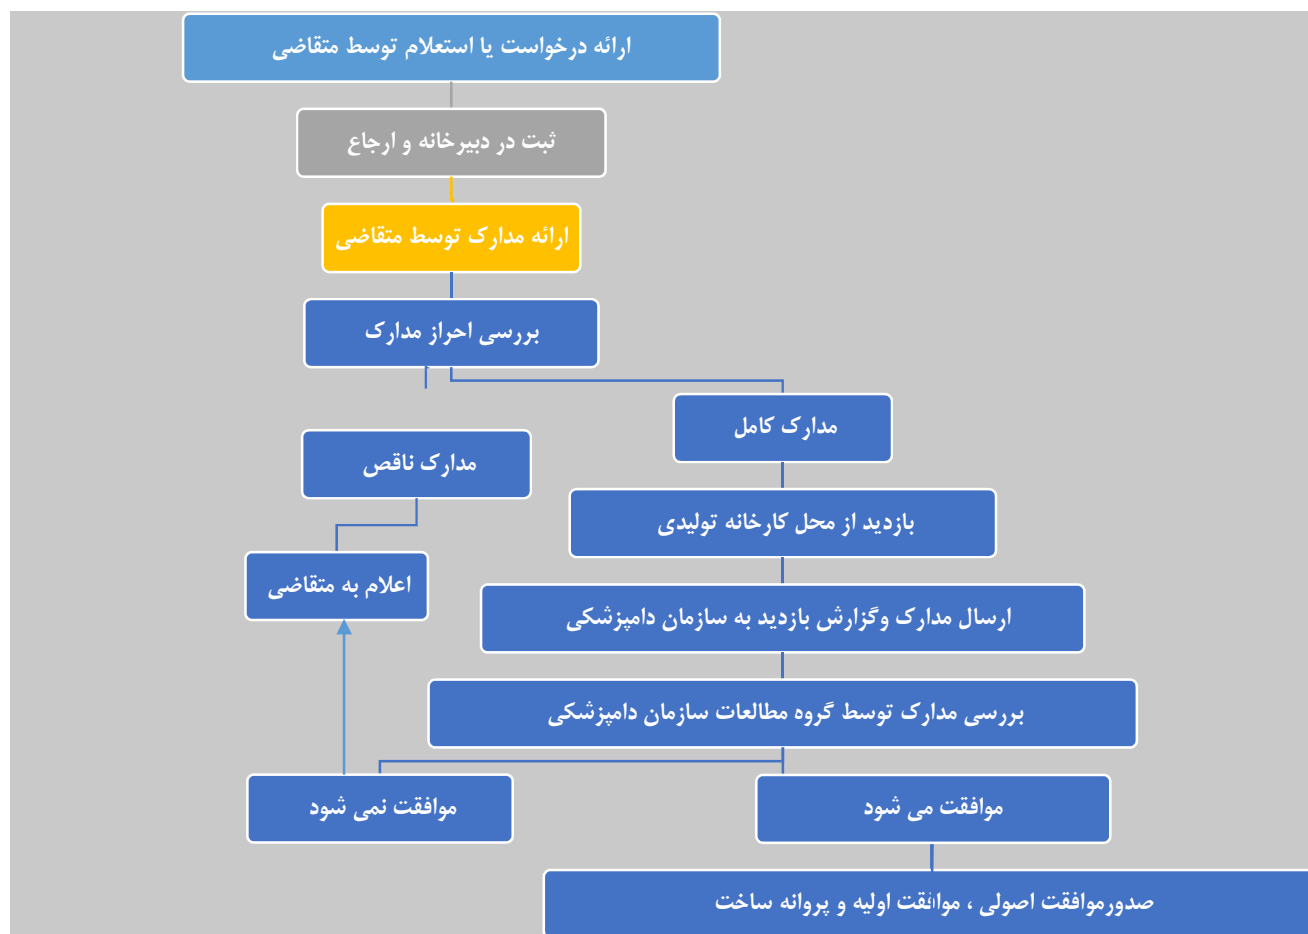 ارائه درخواست یا استعلام توسط متقاضی
ثبت در دبیرخانه و ارجاع
ارائه مدارک توسط متقاضی
بررسی احراز مدارک
مدارک کامل
مدارک ناقص
بازدید از محل کارخانه تولیدی
اعلام به متقاضی
ارسال مدارک وگزارش بازدید به سازمان دامپزشکی
بررسی مدارک توسط گروه مطالعات سازمان دامپزشکی
موافقت می شود
موافقت نمی شود
صدورموافقت اصولی ، موافقت اولیه و پروانه ساخت